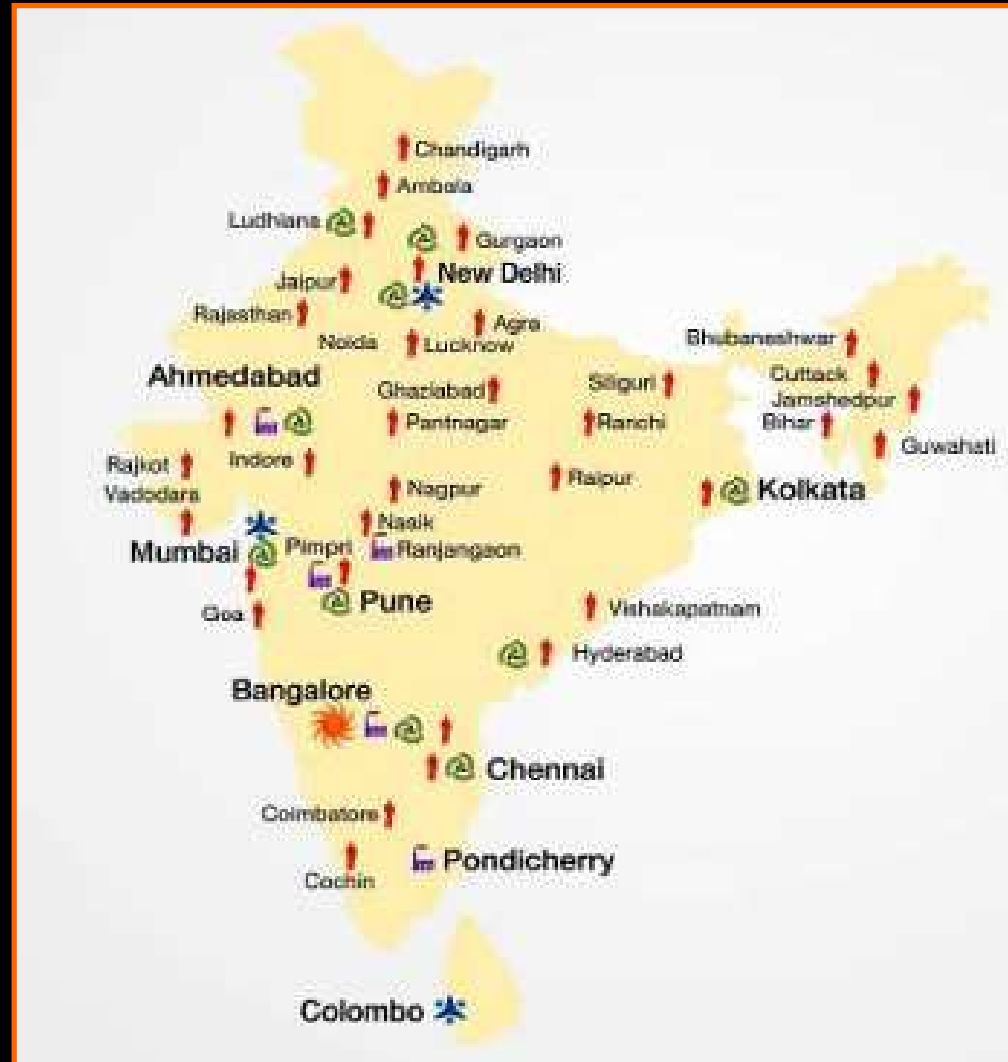 Chandigarh
Ambala
Ludhiana
Gurgaon
New Delhi
Jaipur
Rajasthan
Agra
Noida
Lucknow
Bhubaneshwar
Ahmedabad
Ghaziabad
Siliguri
Cuttack
Jamshedpur
Pantnagar
Ranchi
Bihar
Guwahati
Rajkot
Indore
Raipur
Vadodara
Nagpur
Kolkata
Nasik
Mumbai
Pimpri
Ranjangaon
Pune
Goa
Vishakapatnam
Hyderabad
Bangalore
Chennai
Coimbatore
Pondicherry
Cochin
Colombo